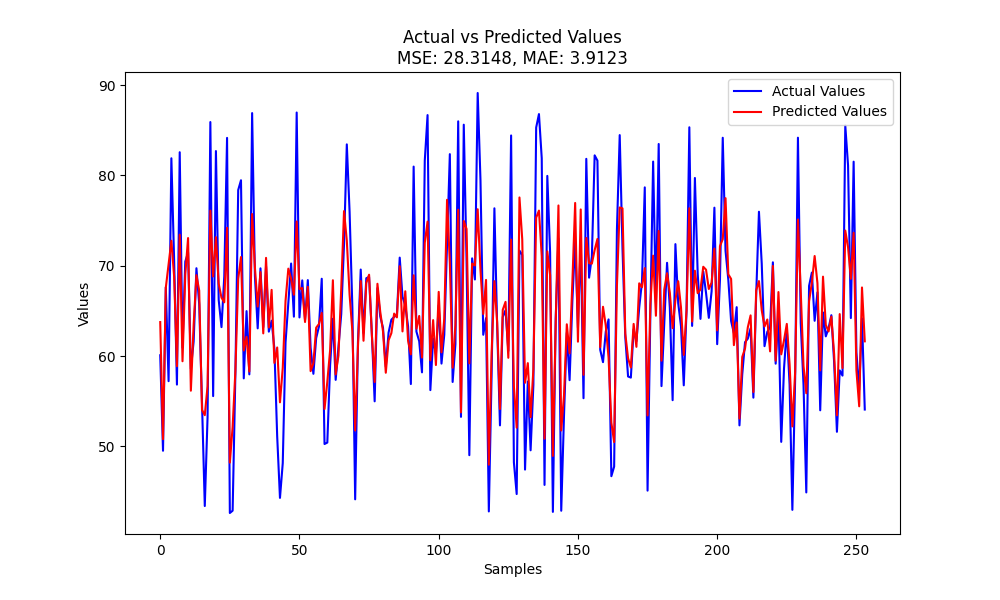 Actual vs Predicted Values
MSE: 28.3148, MAE: 3.9123
Actual Values
Predicted Values
90
80
70
60
50
Values
0
50
100
150
200
250
Samples